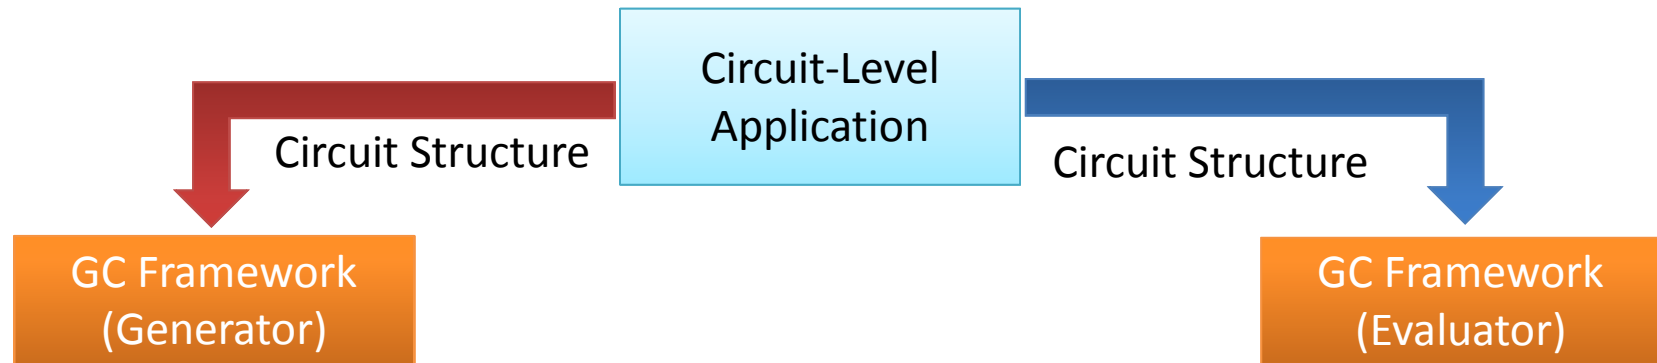 Circuit-Level
Application
Circuit Structure
Circuit Structure
GC Framework
(Generator)
GC Framework
(Evaluator)